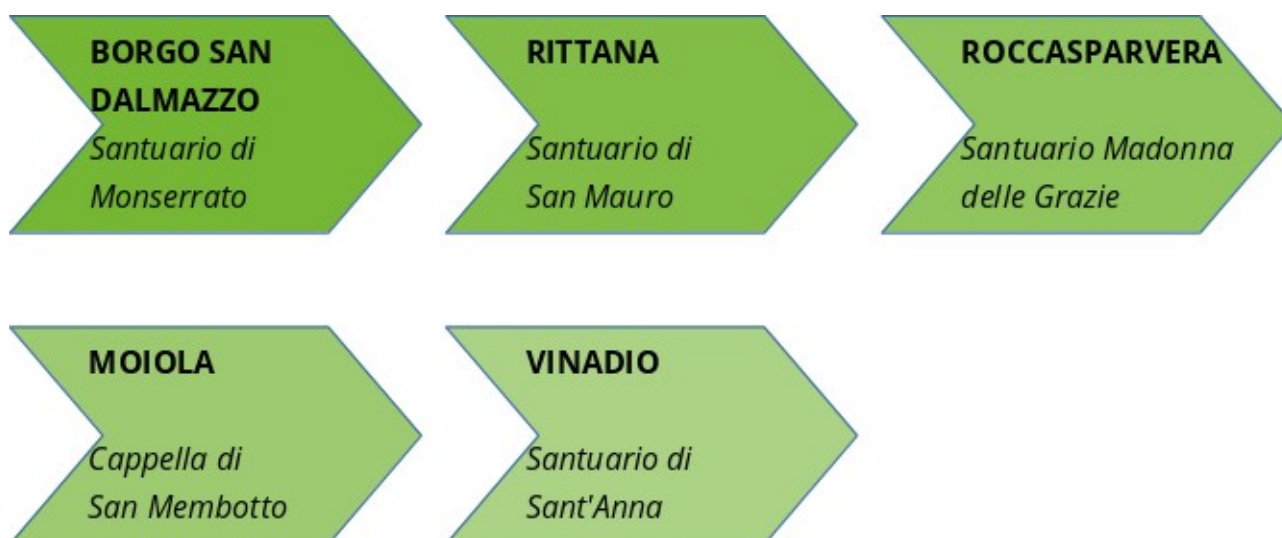 BORGO SAN
DALMAZZO
Santuario di
Monserrato
RITTANA
Santuario di
San Mauro
ROCCASPARVERA
Santuario Madonna
delle Grazie
MOIOLA
Cappella di
San Membotto
VINADIO
Santuario di
Sant'Anna